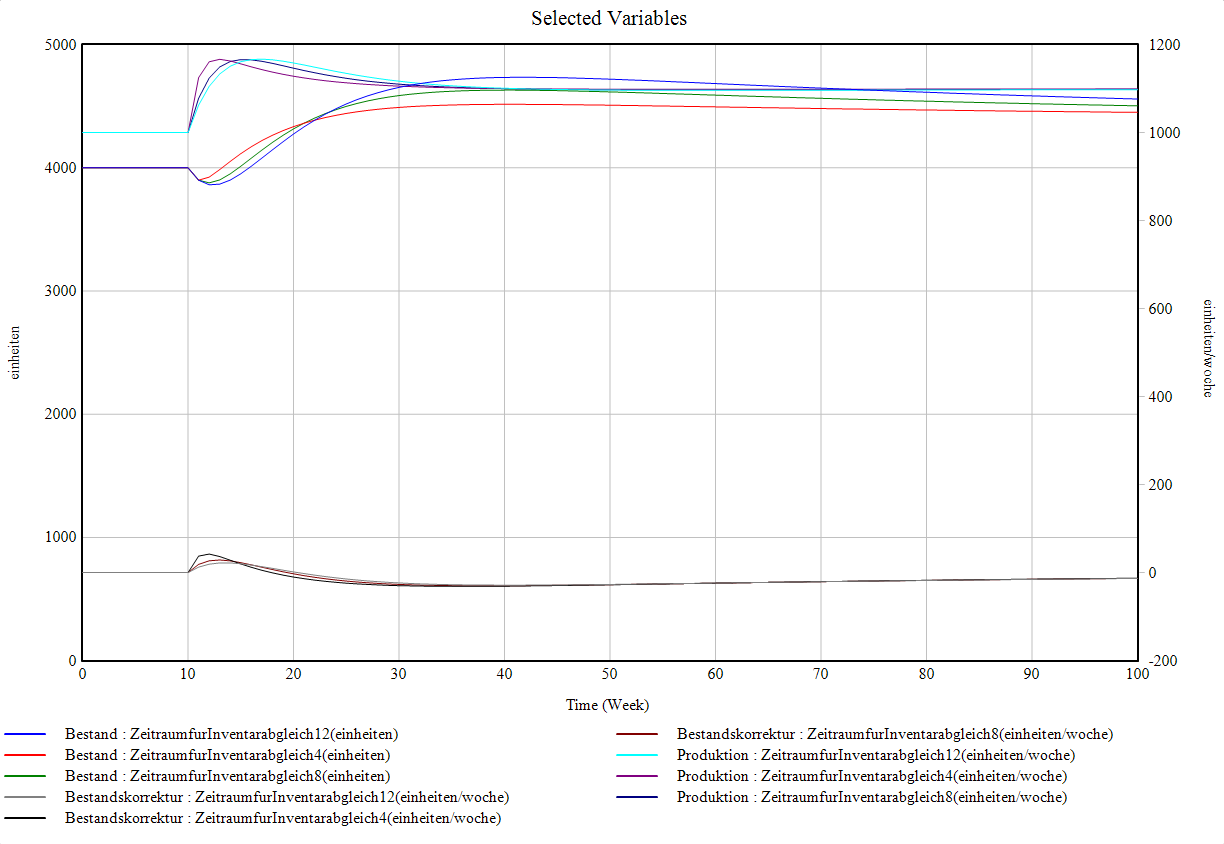 Selected Variables
5000
4000
3000
2000
1000
0
einheiten
1200
1000
800
600
400
200
0
-200
einheiten/woche
0 10 20 30 40 50 60 70 80 90 100
Time (Week)
Bestand : ZeitraumfurInventarabgleich12(einheiten)
Bestand : ZeitraumfurInventarabgleich4(einheiten)
Bestand : ZeitraumfurInventarabgleich8(einheiten)
Bestandskorrektur : ZeitraumfurInventarabgleich12(einheiten/woche)
Bestandskorrektur : ZeitraumfurInventarabgleich4(einheiten/woche)
Bestandskorrektur : ZeitraumfurInventarabgleich8(einheiten/woche)
Produktion : ZeitraumfurInventarabgleich12(einheiten/woche)
Produktion : ZeitraumfurInventarabgleich4(einheiten/woche)
Produktion : ZeitraumfurInventarabgleich8(einheiten/woche)